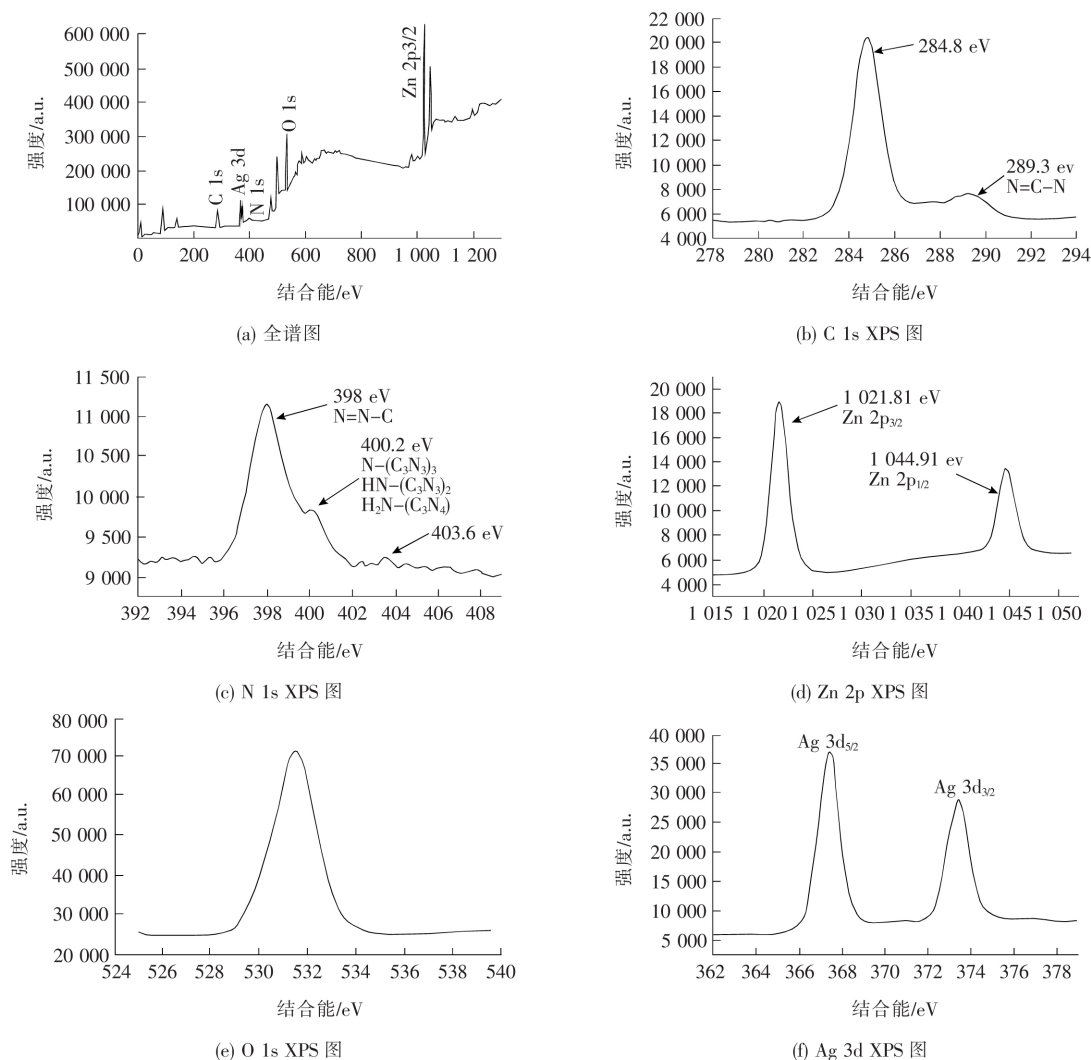 600 000
500 000
400 000
300 000
200 000
100 000
强度/a.u.
C 1s
Ag 3d
N 1s
O 1s
Zn 2p3/2
0 200 400 600 800 1 000 1 200
结合能/eV
(a) 全谱图
22 000
20 000
18 000
16 000
14 000
12 000
10 000
8 000
6 000
4 000
强度/a.u.
284.8 eV
289.3 ev
N=C-N
278 280 282 284 286 288 290 292 294
结合能/eV
(b) C 1s XPS 图
11 500
11 000
10 500
10 000
9 500
9 000
强度/a.u.
398 eV
N=N-C
400.2 eV
N-(C₃N₃)₃
HN-(C₃N₃)₂
H₂N-(C₃N₄)
403.6 eV
392 394 396 398 400 402 404 406 408
结合能/eV
(c) N 1s XPS 图
20 000
18 000
16 000
14 000
12 000
10 000
8 000
6 000
4 000
强度/a.u.
1 021.81 eV
Zn 2p3/2
1 044.91 ev
Zn 2p1/2
1 015 1 020 1 025 1 030 1 035 1 040 1 045 1 050
结合能/eV
(d) Zn 2p XPS 图
80 000
70 000
60 000
50 000
40 000
30 000
20 000
强度/a.u.
524 526 528 530 532 534 536 538 540
结合能/eV
(e) O 1s XPS 图
40 000
35 000
30 000
25 000
20 000
15 000
10 000
5 000
强度/a.u.
Ag 3d5/2
Ag 3d3/2
362 364 366 368 370 372 374 376 378
结合能/eV
(f) Ag 3d XPS 图